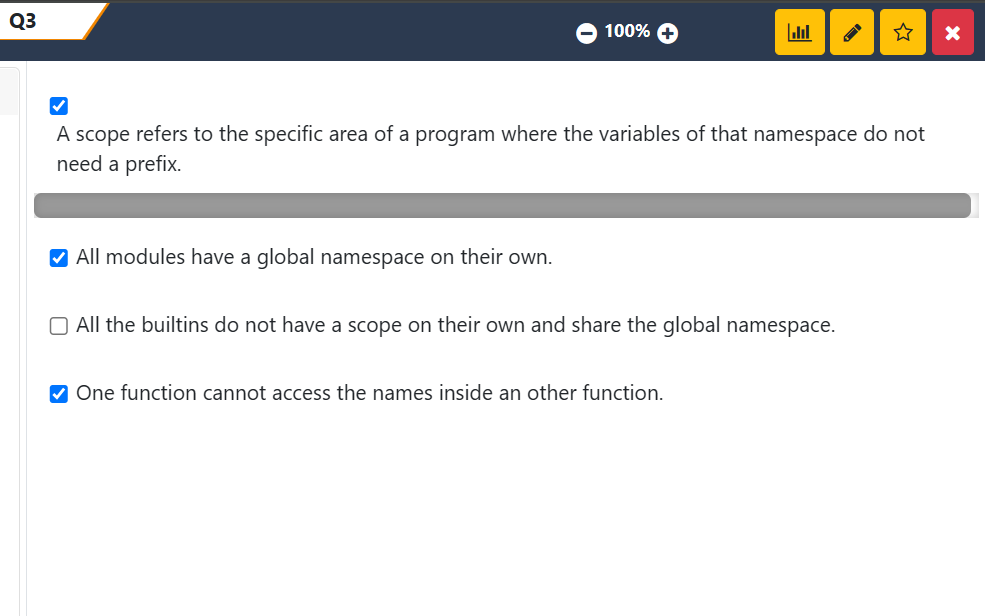 Q3
100%
A scope refers to the specific area of a program where the variables of that namespace do not
need a prefix.
All modules have a global namespace on their own.
All the builtins do not have a scope on their own and share the global namespace.
One function cannot access the names inside an other function.